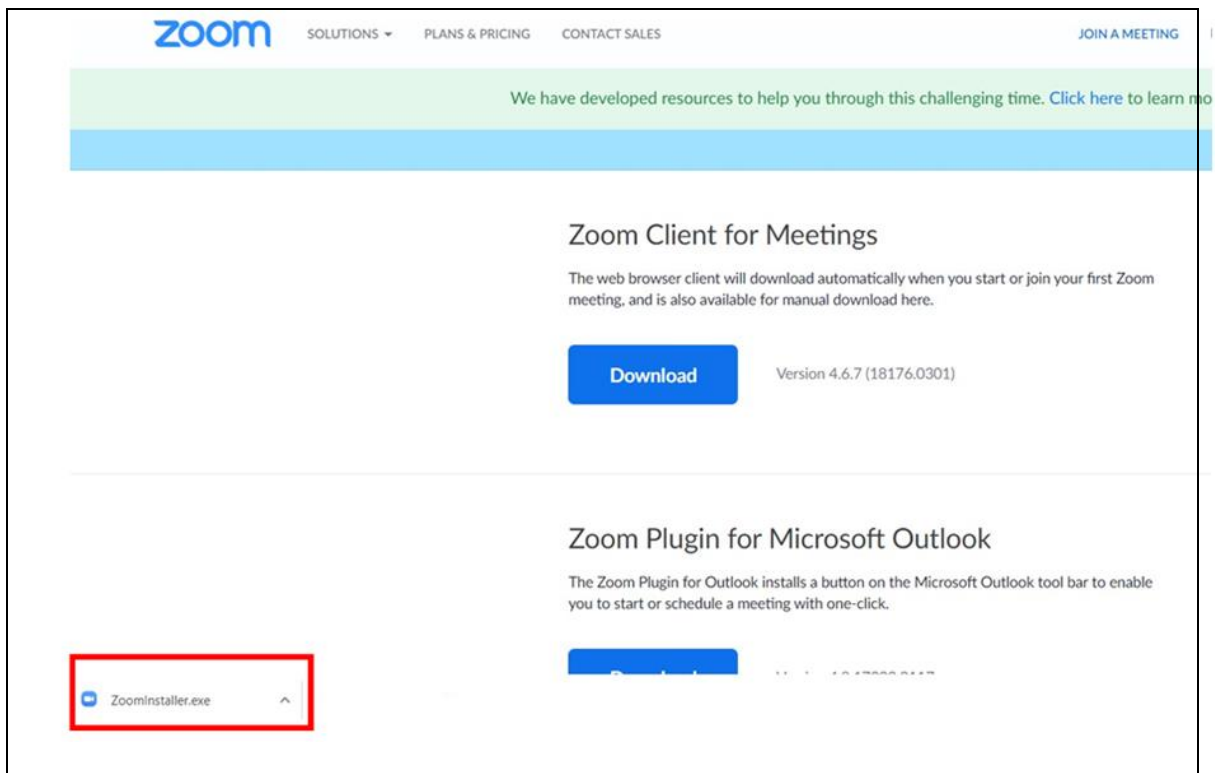 zoom SOLUTIONS PLANS & PRICING CONTACT SALES JOIN A MEETING
We have developed resources to help you through this challenging time. Click here to learn mo
Zoom Client for Meetings
The web browser client will download automatically when you start or join your first Zoom
meeting, and is also available for manual download here.
Download Version 4.6.7 (18176.0301)
Zoom Plugin for Microsoft Outlook
The Zoom Plugin for Outlook installs a button on the Microsoft Outlook tool bar to enable
you to start or schedule a meeting with one-click.
ZoomInstaller.exe